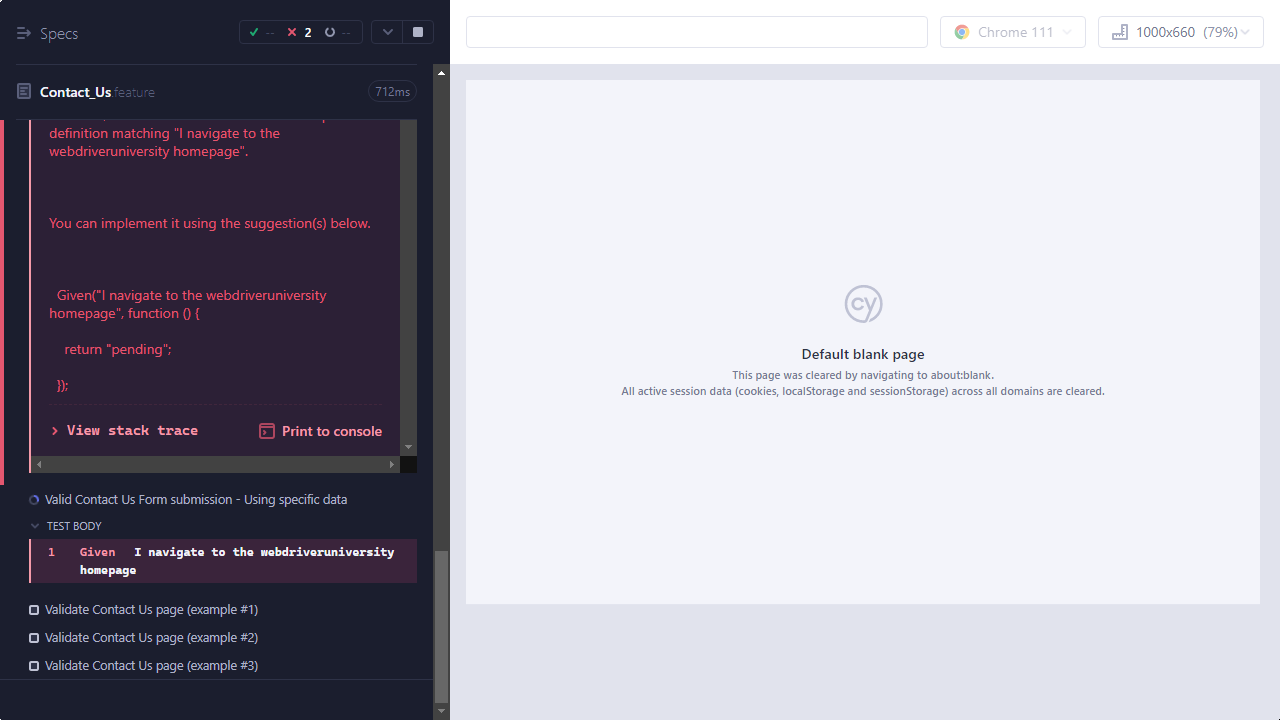 Specs
-- 2 --
Chrome 111
1000x660 (79%)
Contact_Us.feature
712ms
definition matching "I navigate to the
webdriveruniversity homepage".
You can implement it using the suggestion(s) below.
Given("I navigate to the webdriveruniversity
homepage", function () {
return "pending";
});
View stack trace
Print to console
Valid Contact Us Form submission - Using specific data
TEST BODY
1 Given I navigate to the webdriveruniversity
homepage
Validate Contact Us page (example #1)
Validate Contact Us page (example #2)
Validate Contact Us page (example #3)
cy
Default blank page
This page was cleared by navigating to about:blank.
All active session data (cookies, localStorage and sessionStorage) across all domains are cleared.